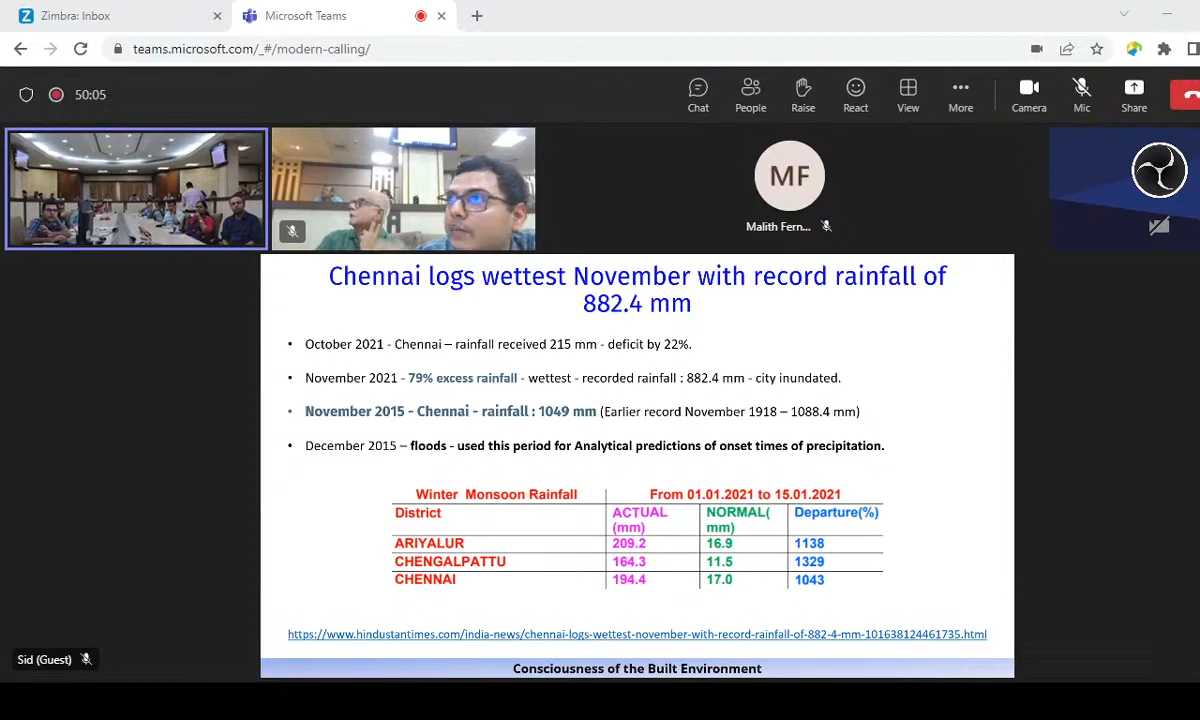 Zimbra: Inbox
Microsoft Teams
teams.microsoft.com/_#/modern-calling/
50:05
Chat People Raise React View More Camera Mic Share
MF
Malith Fern...
Chennai logs wettest November with record rainfall of
882.4 mm
• October 2021 - Chennai – rainfall received 215 mm - deficit by 22%.
• November 2021 - 79% excess rainfall - wettest - recorded rainfall : 882.4 mm - city inundated.
• November 2015 - Chennai - rainfall : 1049 mm (Earlier record November 1918 – 1088.4 mm)
• December 2015 – floods - used this period for Analytical predictions of onset times of precipitation.
Winter Monsoon Rainfall From 01.01.2021 to 15.01.2021
District ACTUAL NORMAL( Departure(%)
(mm) mm)
ARIYALUR 209.2 16.9 1138
CHENGALPATTU 164.3 11.5 1329
CHENNAI 194.4 17.0 1043
https://www.hindustantimes.com/india-news/chennai-logs-wettest-november-with-record-rainfall-of-882-4-mm-101638124461735.html
Sid (Guest)
Consciousness of the Built Environment